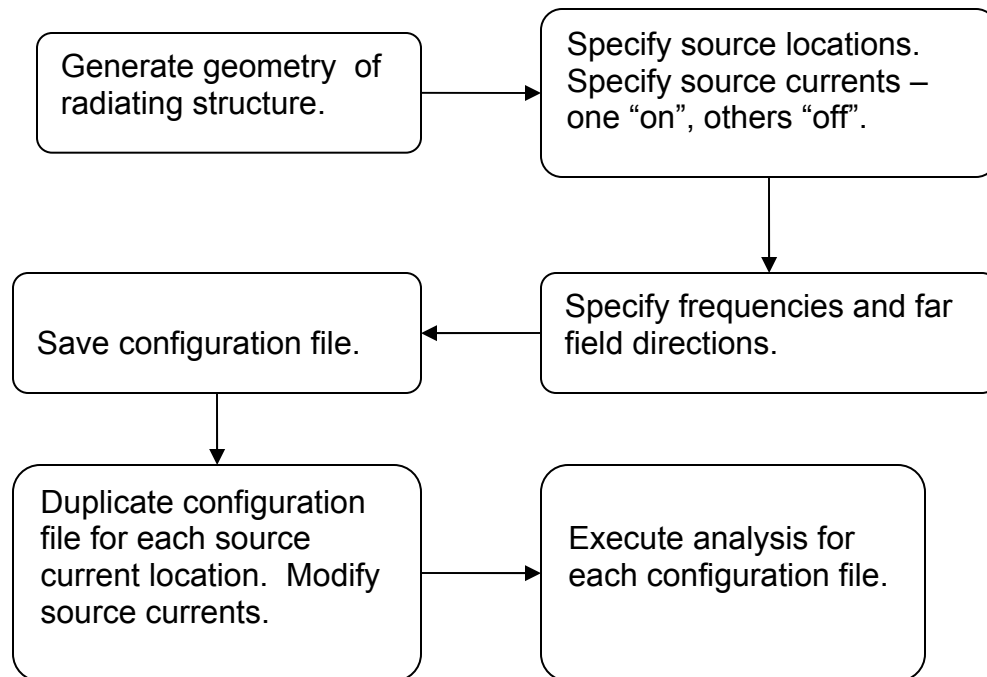 Generate geometry of
radiating structure.
Specify source locations.
Specify source currents –
one “on”, others “off”.
Specify frequencies and far
field directions.
Save configuration file.
Duplicate configuration
file for each source
current location. Modify
source currents.
Execute analysis for
each configuration file.